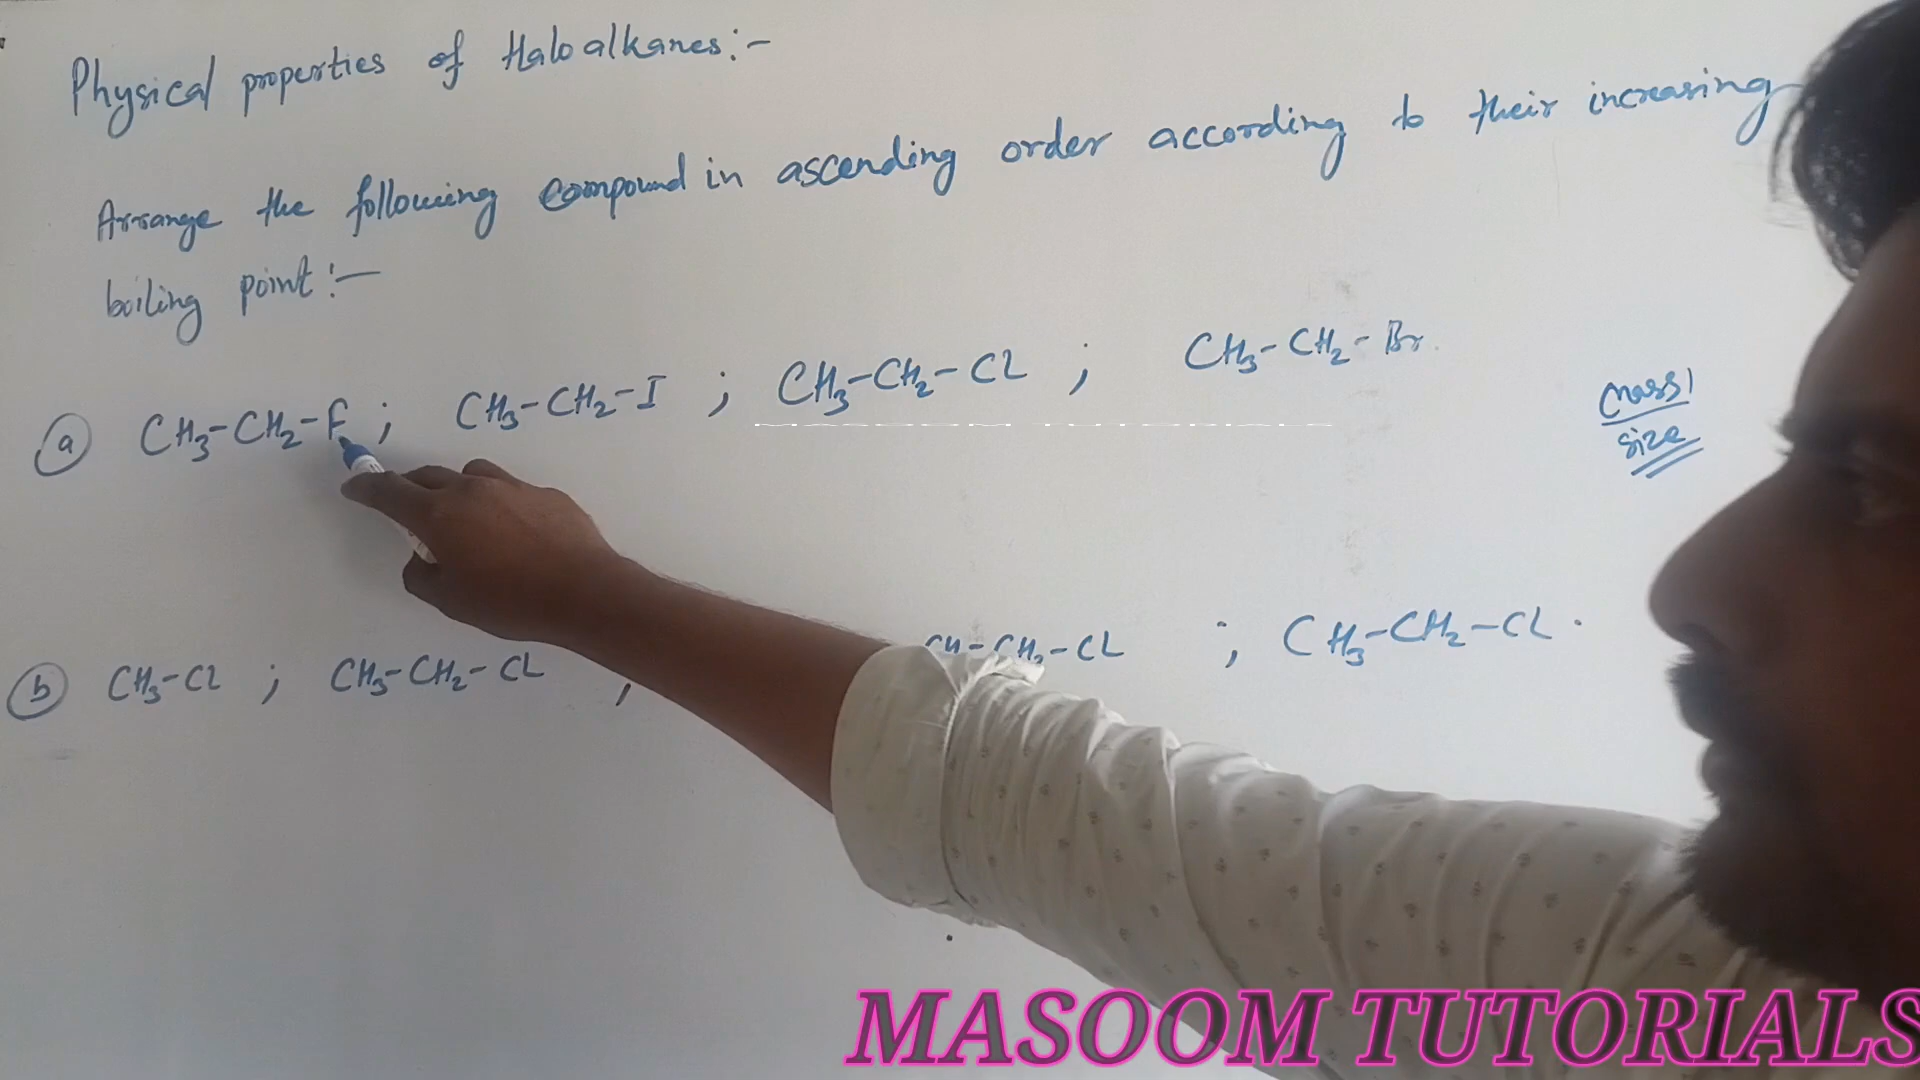 Physical properties of Haloalkanes:-
Arrange the following compound in ascending order according to their increasing
boiling point:-
(a) CH3-CH2-F ; CH3-CH2-I ; CH3-CH2-Cl ; CH3-CH2-Br
mass/
size
(b) CH3-Cl ; CH3-CH2-CL ; CH2-CL ; CH3-CH2-CL.
MASOOM TUTORIALS